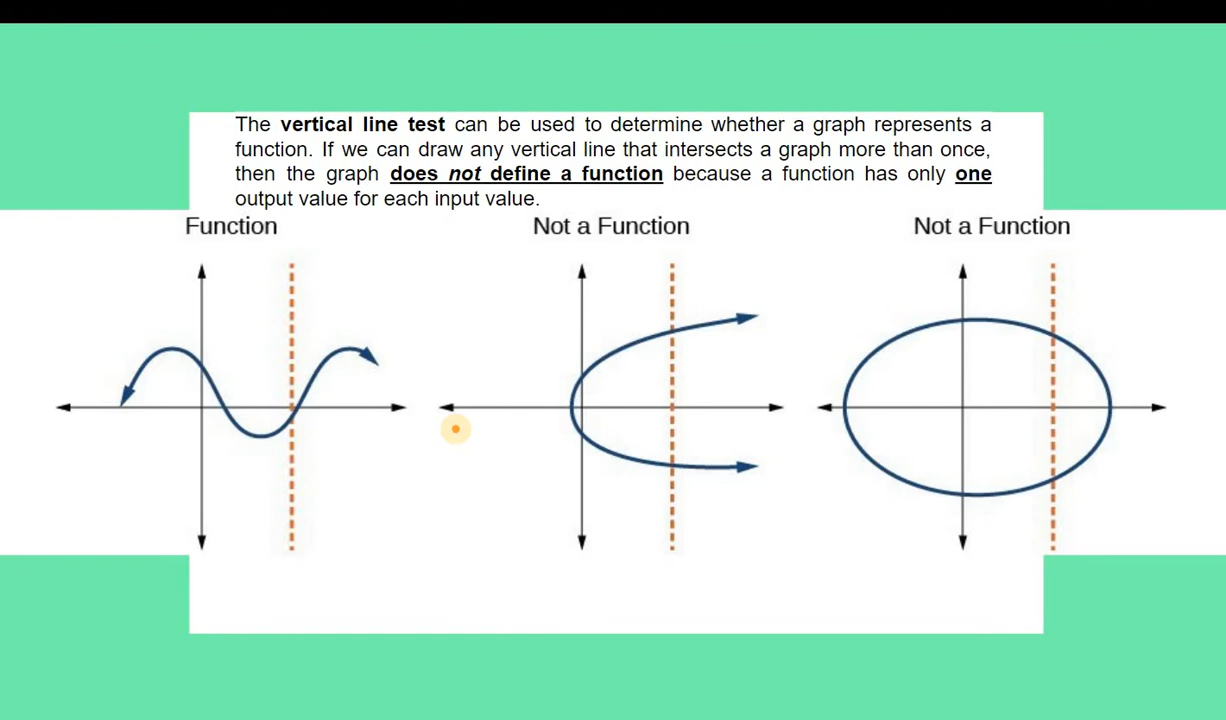 The vertical line test can be used to determine whether a graph represents a
function. If we can draw any vertical line that intersects a graph more than once,
then the graph does not define a function because a function has only one
output value for each input value.
Function
Not a Function
Not a Function